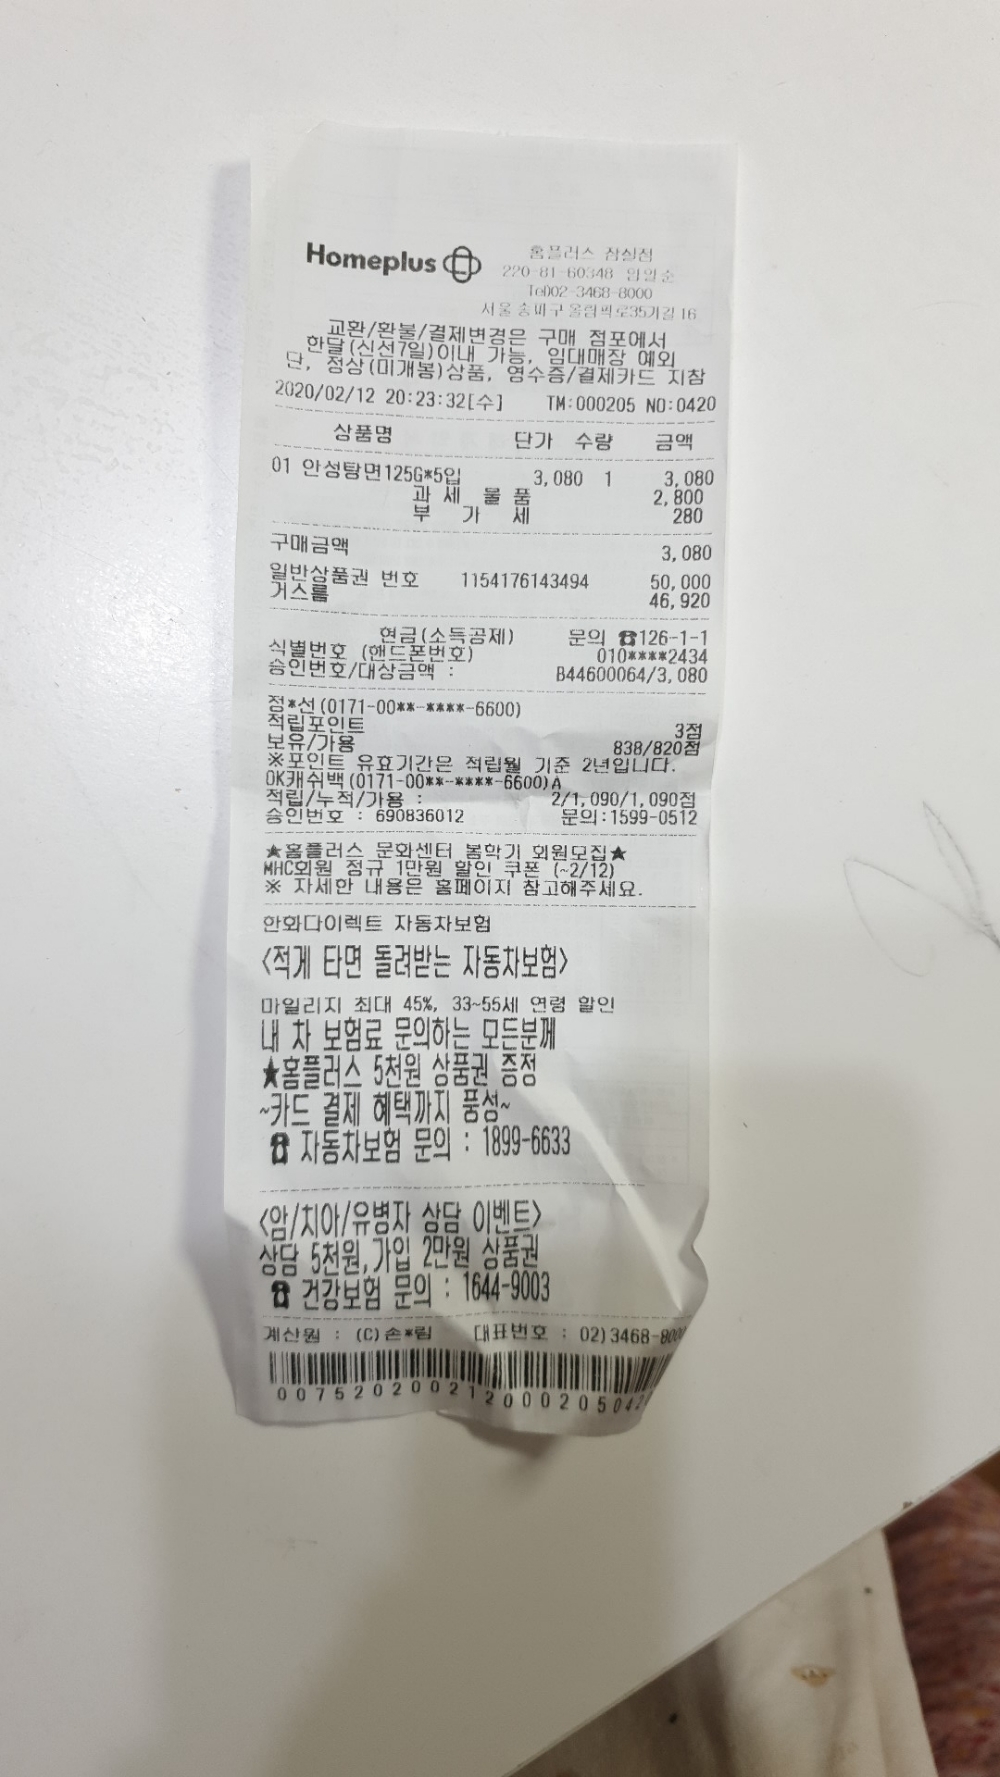 Homeplus
홈플러스 잠실점
220-81-60348 임일순
Tel)02-3468-8000
서울 송파구 올림픽로35가길 16
교환/환불/결제변경은 구매 점포에서
한달(신선7일)이내 가능, 임대매장 예외
단, 정상(미개봉)상품, 영수증/결제카드 지참
2020/02/12 20:23:32[수] TM:000205 NO:0420
상품명 단가 수량 금액
01 안성탕면125G*5입 3,080 1 3,080
과 세 물 품 2,800
부 가 세 280
구매금액 3,080
일반상품권 번호 1154176143494 50,000
거스름 46,920
현금(소득공제) 문의 ☎126-1-1
식별번호 (핸드폰번호) 010****2434
승인번호/대상금액 : B44600064/3,080
정*선(0171-00**-****-6600)
적립포인트 3점
보유/가용 838/820점
※포인트 유효기간은 적립월 기준 2년입니다.
OK캐쉬백(0171-00**-****-6600)A
적립/누적/가용 : 2/1,090/1,090점
승인번호 : 690836012 문의:1599-0512
★홈플러스 문화센터 봄학기 회원모집★
MHC회원 정규 1만원 할인 쿠폰 (~2/12)
※ 자세한 내용은 홈페이지 참고해주세요.
한화다이렉트 자동차보험
<적게 타면 돌려받는 자동차보험>
마일리지 최대 45%, 33~55세 연령 할인
내 차 보험료 문의하는 모든분께
★홈플러스 5천원 상품권 증정
~카드 결제 혜택까지 풍성~
☎ 자동차보험 문의 : 1899-6633
<암/치아/유병자 상담 이벤트>
상담 5천원,가입 2만원 상품권
☎ 건강보험 문의 : 1644-9003
계산원 : (C)손*림 대표번호 : 02)3468-8000
007520200212000205042